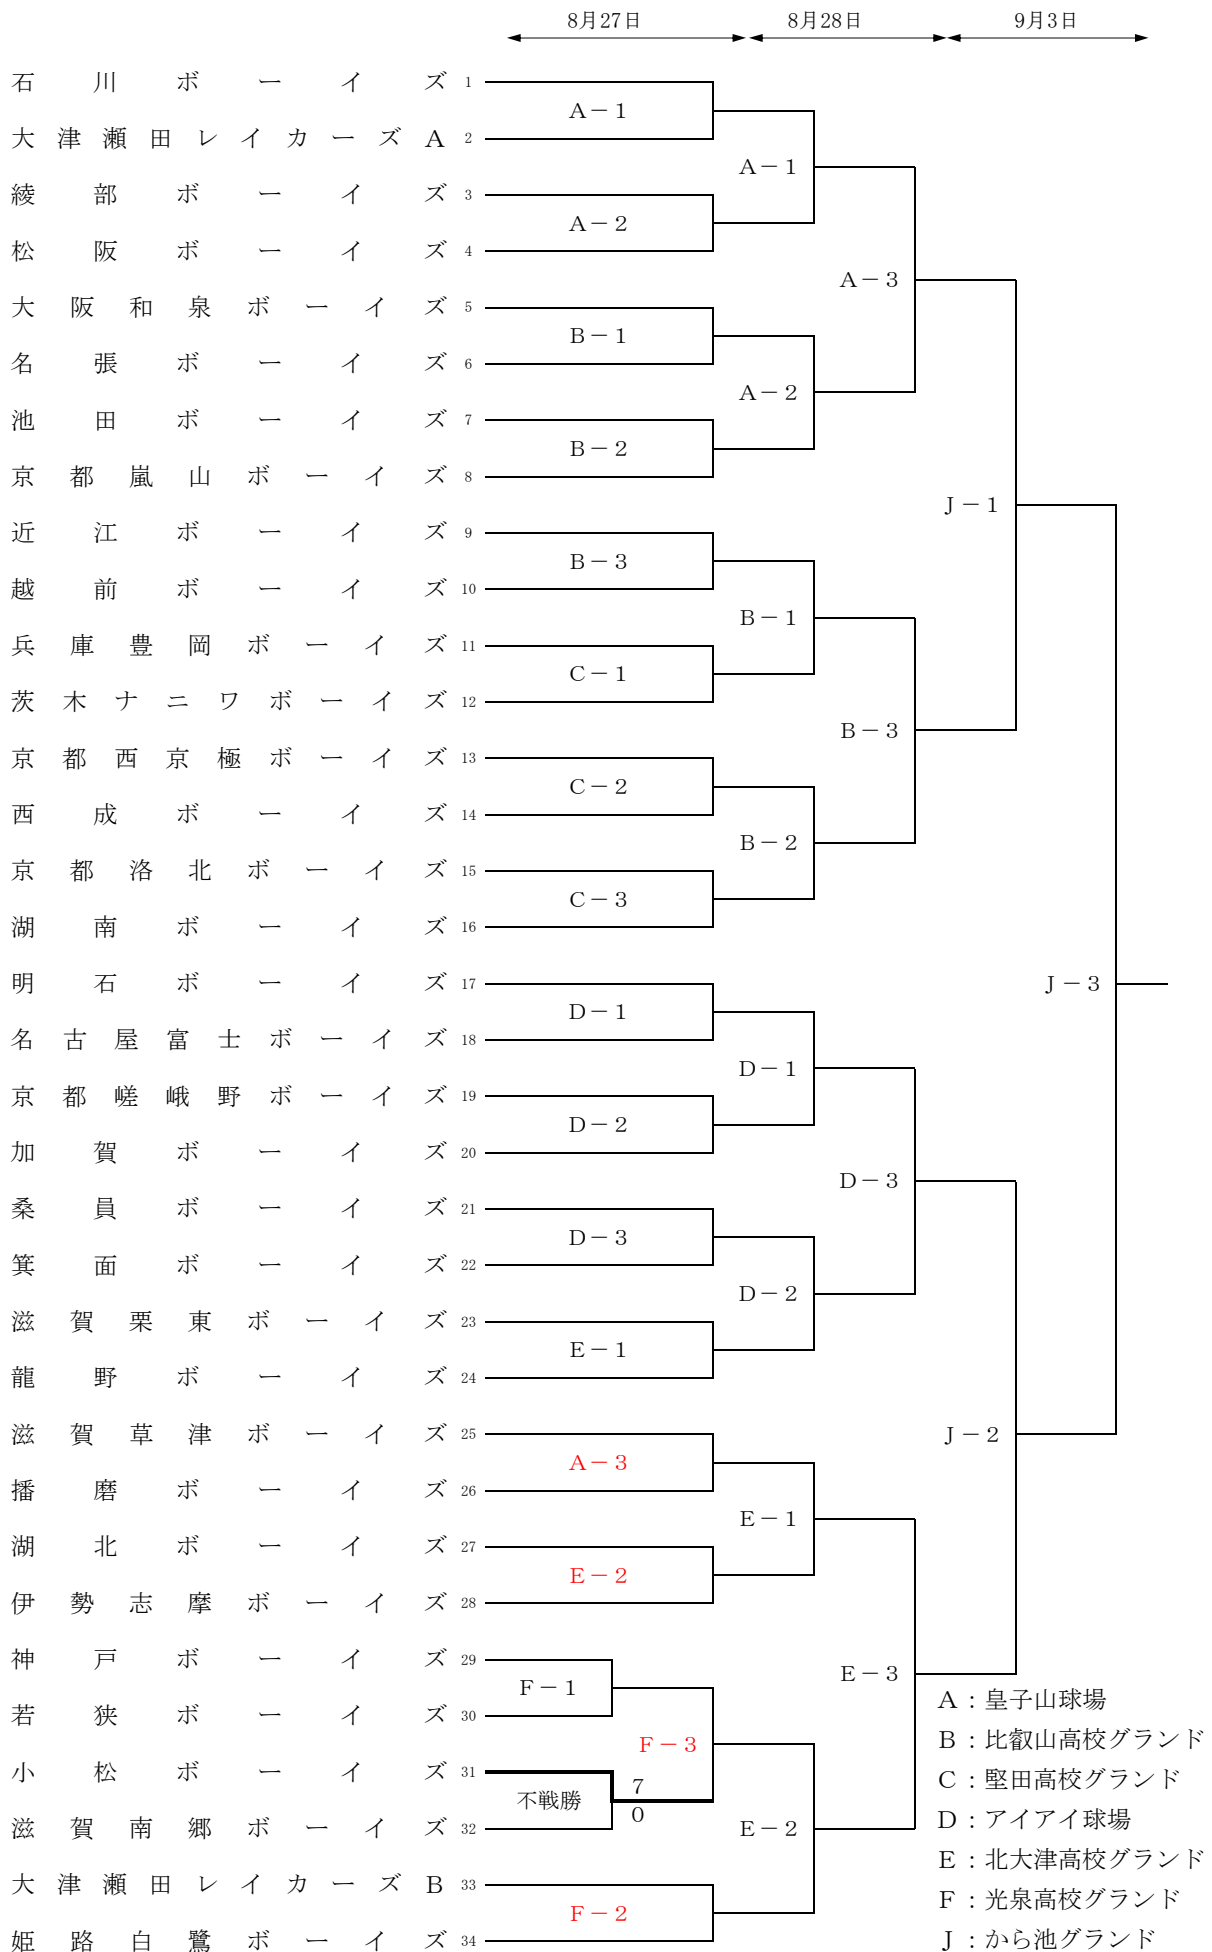 8月27日 8月28日 9月3日
石川ボーイズ 1
A－1
大津瀬田レイカーズA 2
A－1
綾部ボーイズ 3
A－2
松阪ボーイズ 4
A－3
大阪和泉ボーイズ 5
B－1
名張ボーイズ 6
A－2
池田ボーイズ 7
B－2
京都嵐山ボーイズ 8
J－1
近江ボーイズ 9
B－3
越前ボーイズ 10
B－1
兵庫豊岡ボーイズ 11
C－1
茨木ナニワボーイズ 12
B－3
京都西京極ボーイズ 13
C－2
西成ボーイズ 14
B－2
京都洛北ボーイズ 15
C－3
湖南ボーイズ 16
明石ボーイズ 17
J－3
D－1
名古屋富士ボーイズ 18
D－1
京都嵯峨野ボーイズ 19
D－2
加賀ボーイズ 20
D－3
桑員ボーイズ 21
D－3
箕面ボーイズ 22
D－2
滋賀栗東ボーイズ 23
E－1
龍野ボーイズ 24
滋賀草津ボーイズ 25
J－2
A－3
播磨ボーイズ 26
E－1
湖北ボーイズ 27
E－2
伊勢志摩ボーイズ 28
神戸ボーイズ 29
E－3
F－1
若狭ボーイズ 30
F－3
小松ボーイズ 31
7
不戦勝
0
滋賀南郷ボーイズ 32
E－2
大津瀬田レイカーズB 33
F－2
姫路白鷺ボーイズ 34
A：皇子山球場
B：比叡山高校グランド
C：堅田高校グランド
D：アイアイ球場
E：北大津高校グランド
F：光泉高校グランド
J：から池グランド